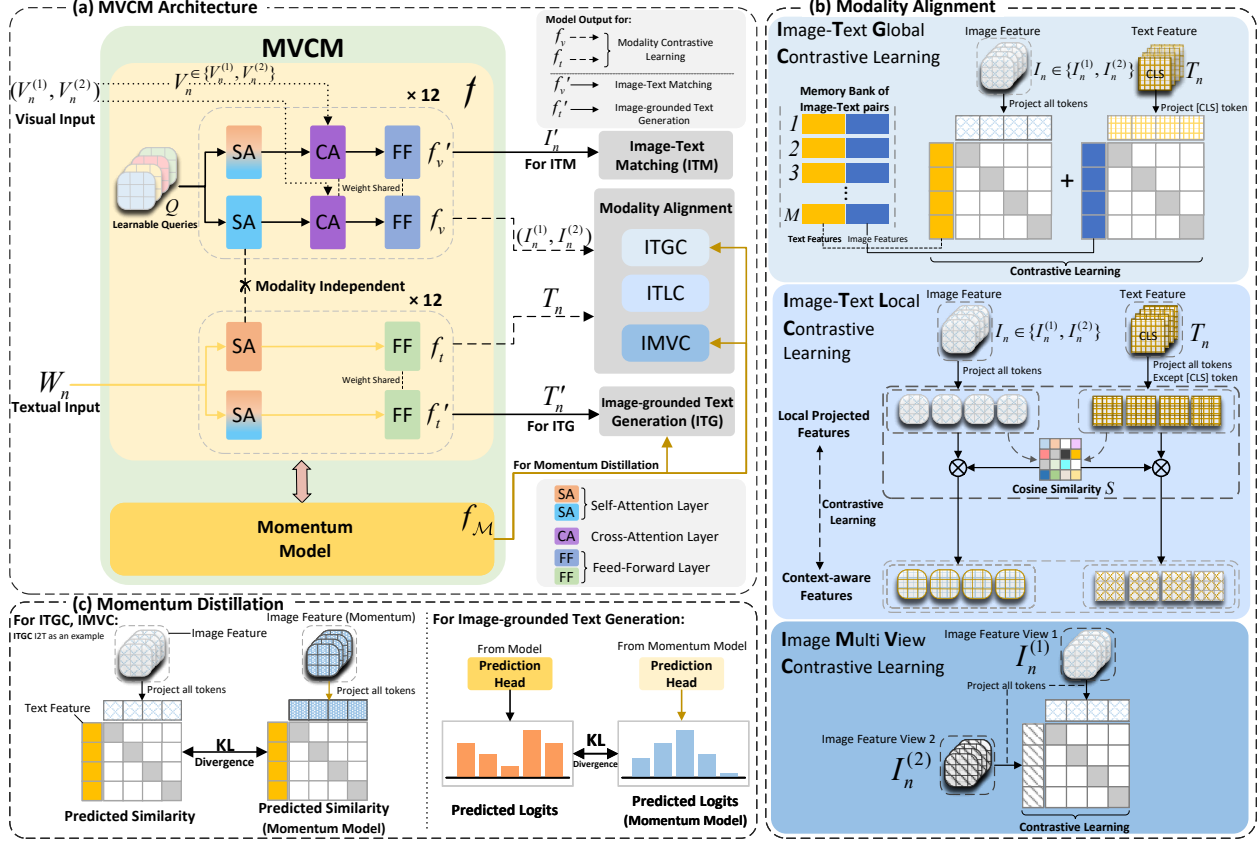 (a) MVCM Architecture
MVCM
(V_n^{(1)}, V_n^{(2)})
Visual Input
V_n ∈{V_n^{(1)}, V_n^{(2)}}
× 12
f
SA
CA
FF
f_v'
Weight Shared
Q
Learnable Queries
SA
CA
FF
f_v
Modality Independent
× 12
SA
FF
f_t
Weight Shared
W_n
Textual Input
SA
FF
f_t'
Momentum
Model
f_M
Model Output for:
f_v
f_t
Modality Contrastive
Learning
f_v'
Image-Text Matching
f_t'
Image-grounded Text
Generation
I_n'
For ITM
Image-Text
Matching (ITM)
(I_n^{(1)}, I_n^{(2)})
T_n
Modality Alignment
ITGC
ITLC
IMVC
T_n'
For ITG
Image-grounded Text
Generation (ITG)
For Momentum Distillation
SA
SA
Self-Attention Layer
CA
Cross-Attention Layer
FF
FF
Feed-Forward Layer
(b) Modality Alignment
Image-Text Global
Contrastive Learning
Image Feature
I_n ∈{I_n^{(1)}, I_n^{(2)}}
Text Feature
CLS
T_n
Project all tokens
Project [CLS] token
Memory Bank of
Image-Text pairs
1
2
3
⋮
M
Text Features
Image Features
+
Contrastive Learning
Image-Text Local
Contrastive
Learning
Image Feature
I_n ∈{I_n^{(1)}, I_n^{(2)}}
Text Feature
CLS
T_n
Project all tokens
Project all tokens
Except [CLS] token
Local Projected
Features
Cosine Similarity S
Contrastive
Learning
Context-aware
Features
Image Multi View
Contrastive Learning
Image Feature View 1
I_n^{(1)}
Project all tokens
Image Feature View 2
I_n^{(2)}
Contrastive Learning
(c) Momentum Distillation
For ITGC, IMVC:
ITGC I2T as an example
Image Feature
Project all tokens
Text Feature
Predicted Similarity
KL
Divergence
Image Feature (Momentum)
Project all tokens
Predicted Similarity
(Momentum Model)
For Image-grounded Text Generation:
From Model
Prediction
Head
Predicted Logits
KL
Divergence
From Momentum Model
Prediction
Head
Predicted Logits
(Momentum Model)